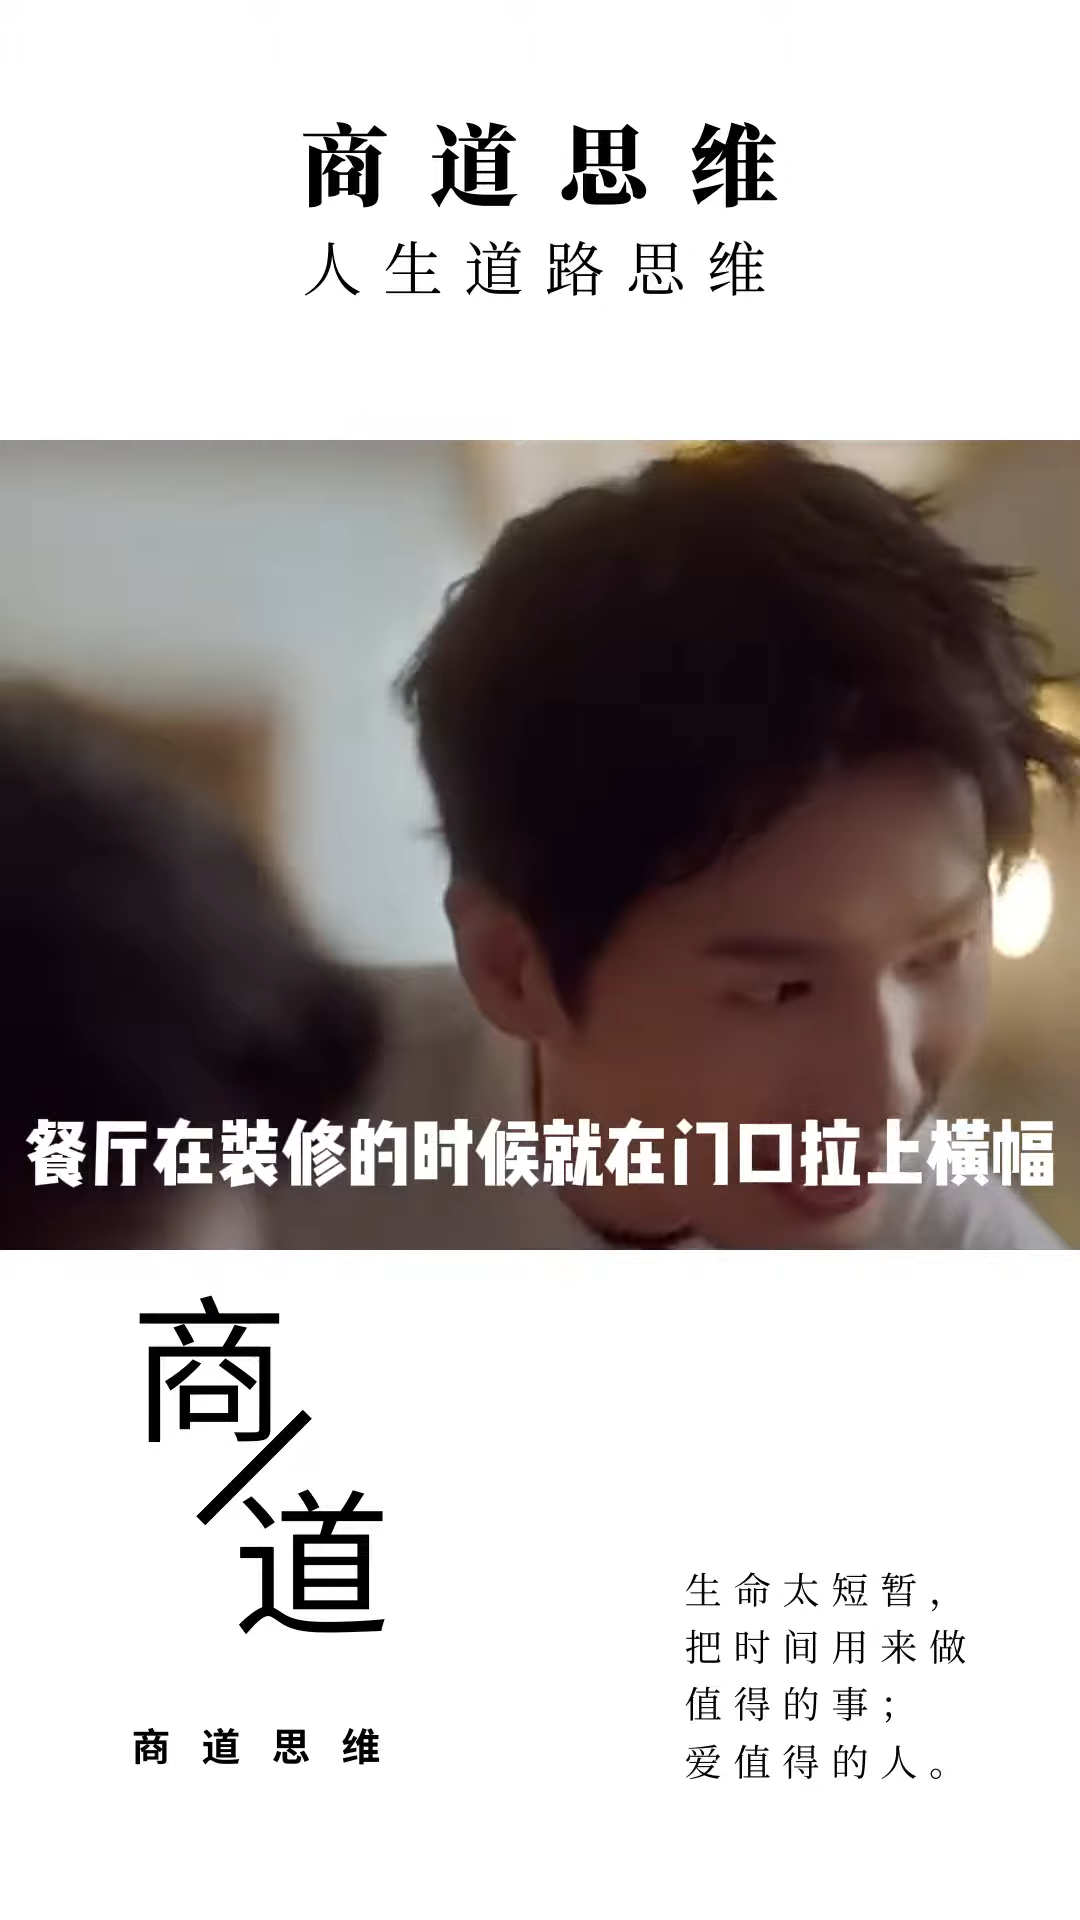 商道思维
人生道路思维
餐厅在装修的时候就在门口拉上横幅
商
道
商道思维
生命太短暂，
把时间用来做
值得的事；
爱值得的人。